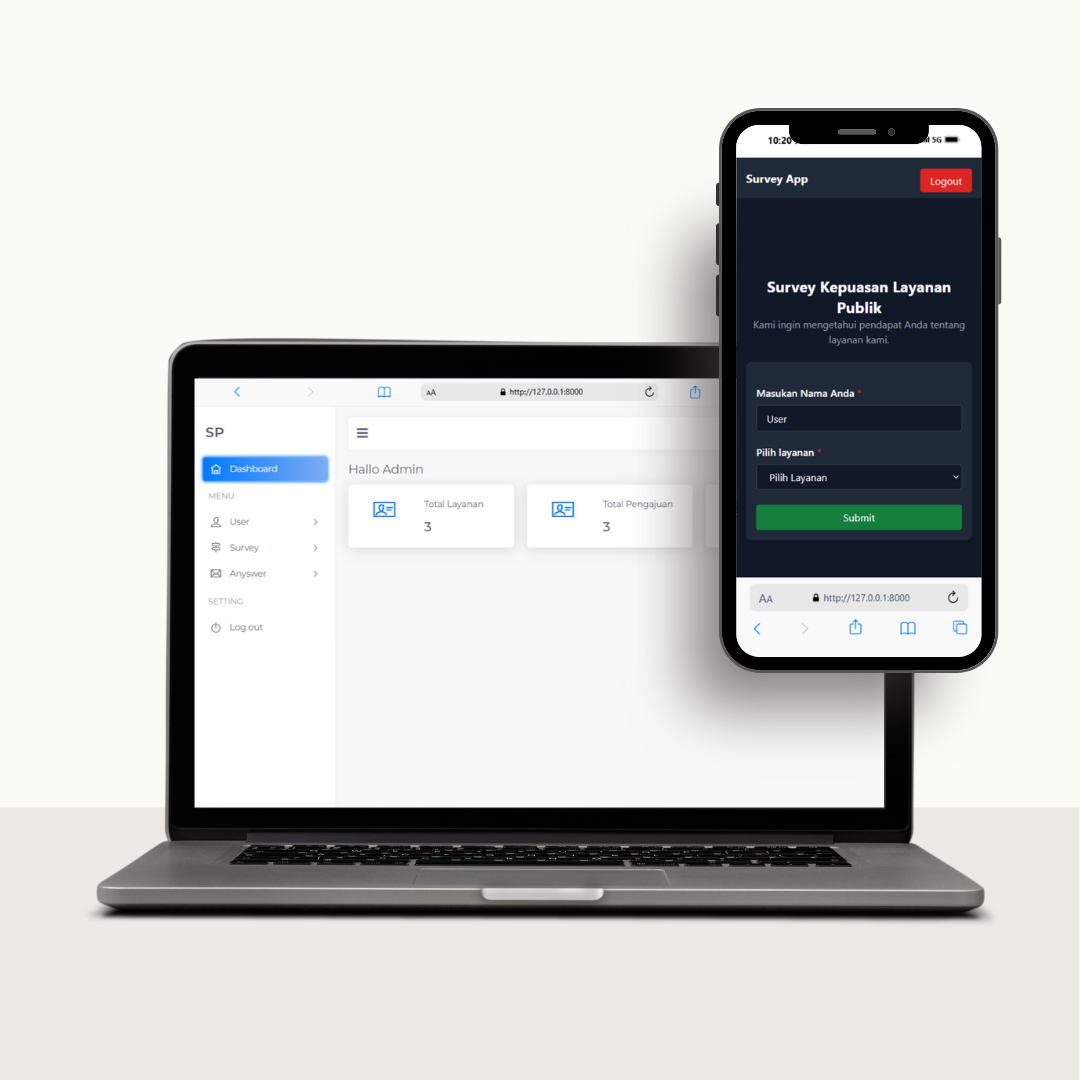 10:20
5G
Survey App
Logout
Survey Kepuasan Layanan
Publik
Kami ingin mengetahui pendapat Anda tentang
layanan kami.
Masukan Nama Anda *
User
Pilih layanan *
Pilih Layanan
Submit
AA
http://127.0.0.1:8000
AA
http://127.0.0.1:8000
SP
Dashboard
MENU
User
Survey
Anyswer
SETTING
Log out
Hallo Admin
Total Layanan
3
Total Pengajuan
3